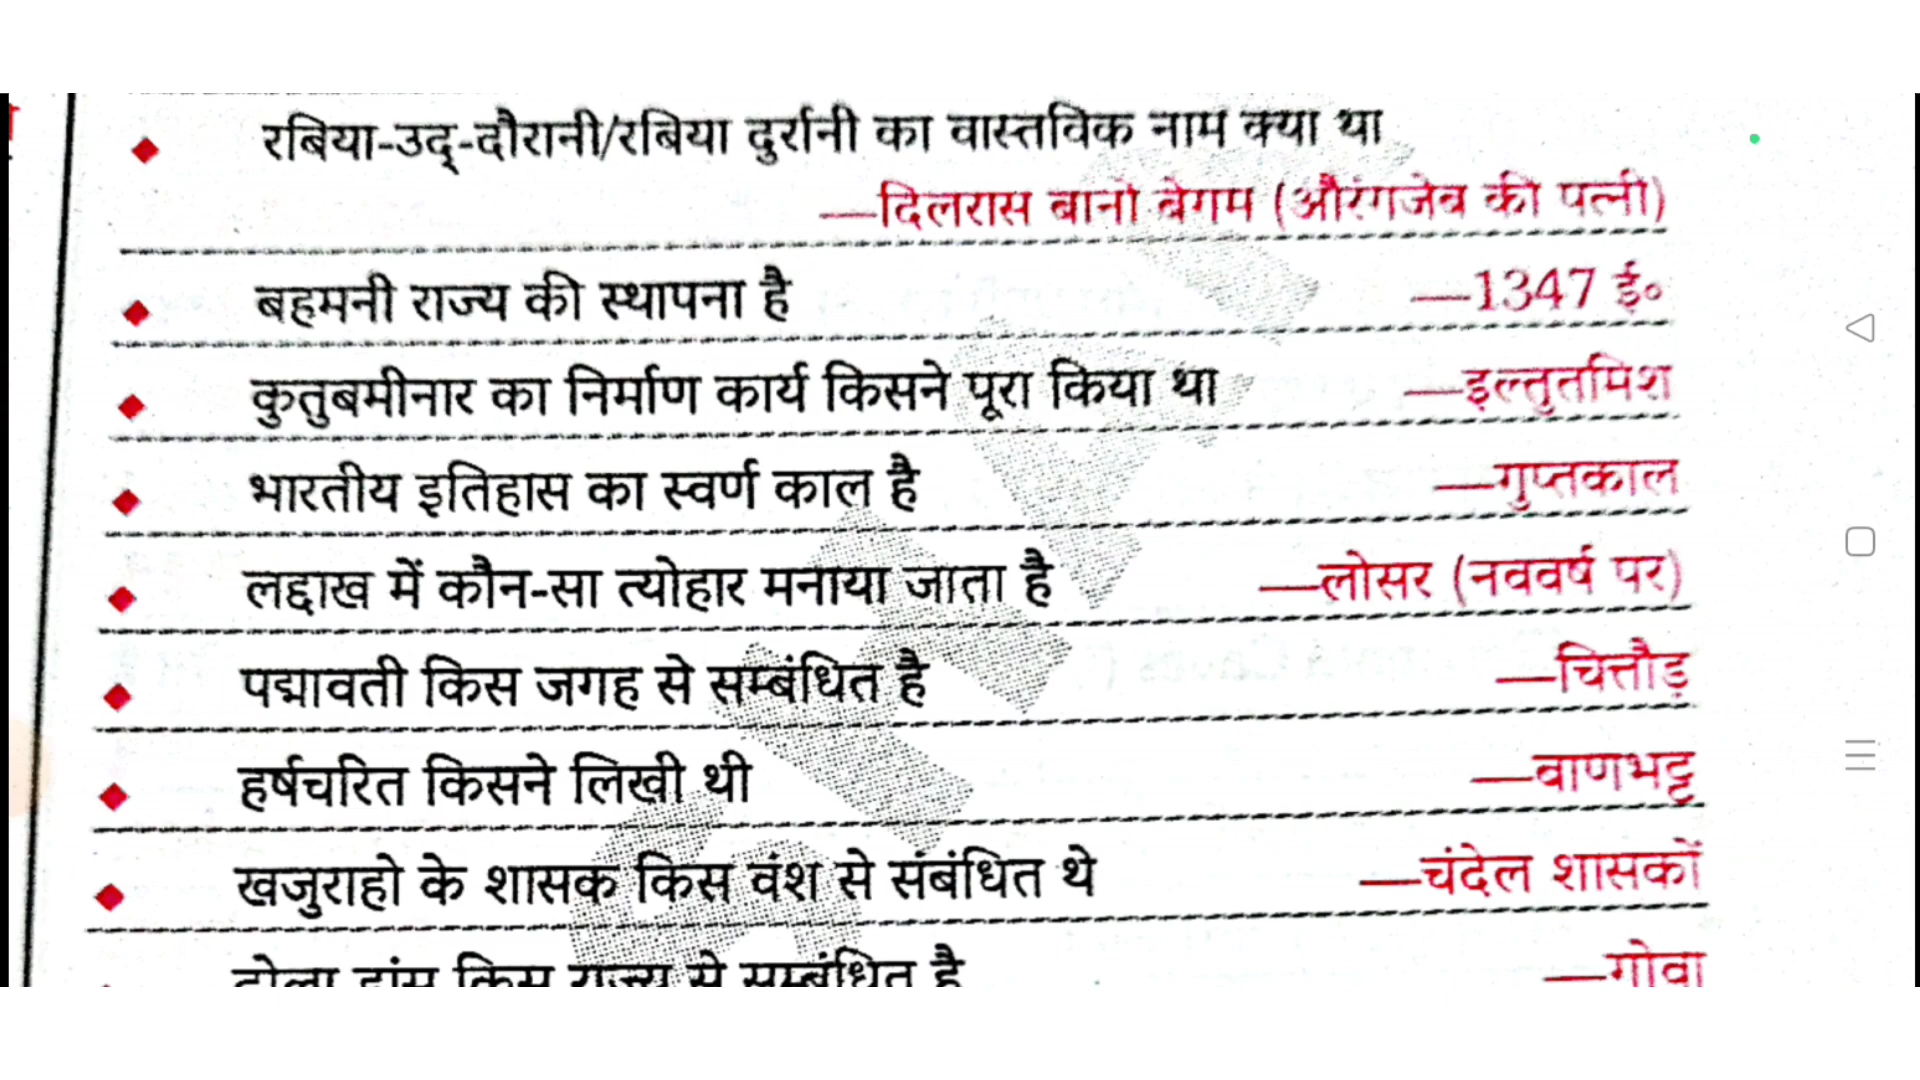 रबिया-उद्-दौरानी/रबिया दुर्रानी का वास्तविक नाम क्या था
—दिलरास बानो बेगम (औरंगजेब की पत्नी)
बहमनी राज्य की स्थापना है —1347 ई०
कुतुबमीनार का निर्माण कार्य किसने पूरा किया था —इल्तुतमिश
भारतीय इतिहास का स्वर्ण काल है —गुप्तकाल
लद्दाख में कौन-सा त्योहार मनाया जाता है —लोसर (नववर्ष पर)
पद्मावती किस जगह से सम्बंधित है —चित्तौड़
हर्षचरित किसने लिखी थी —वाणभट्ट
खजुराहो के शासक किस वंश से संबंधित थे —चंदेल शासकों
किस राज्य से सम्बंधित है —गोवा